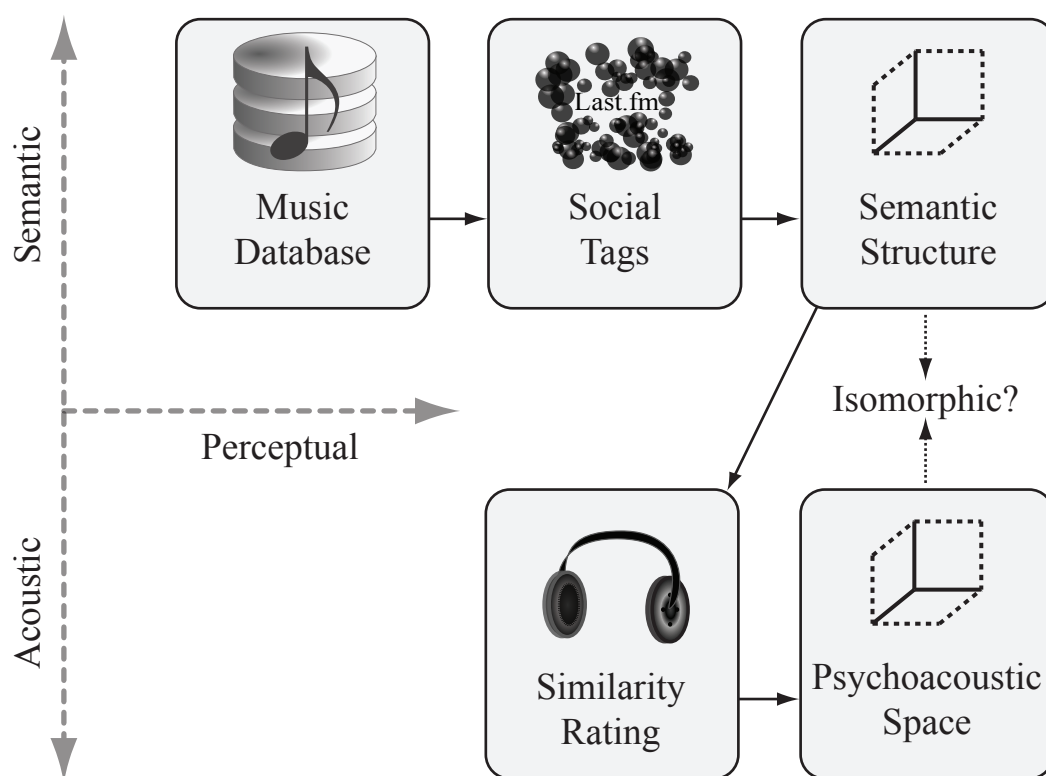 Semantic
Last.fm
Music
Database
Social
Tags
Semantic
Structure
Isomorphic?
Perceptual
Acoustic
Similarity
Rating
Psychoacoustic
Space